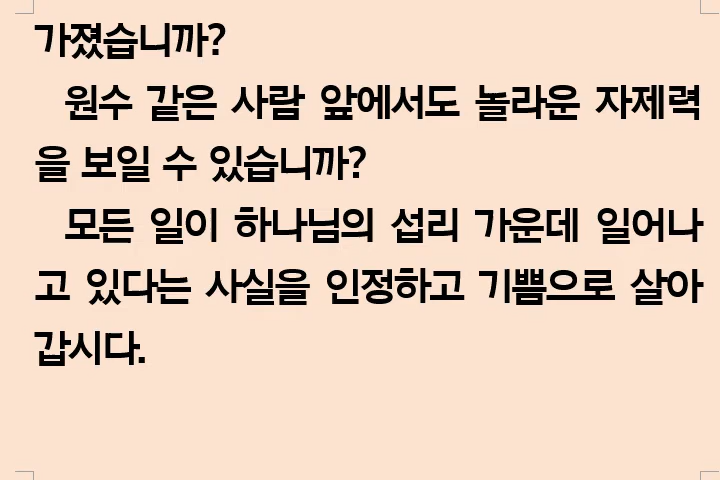 가졌습니까?
원수 같은 사람 앞에서도 놀라운 자제력
을 보일 수 있습니까?
모든 일이 하나님의 섭리 가운데 일어나
고 있다는 사실을 인정하고 기쁨으로 살아
갑시다.